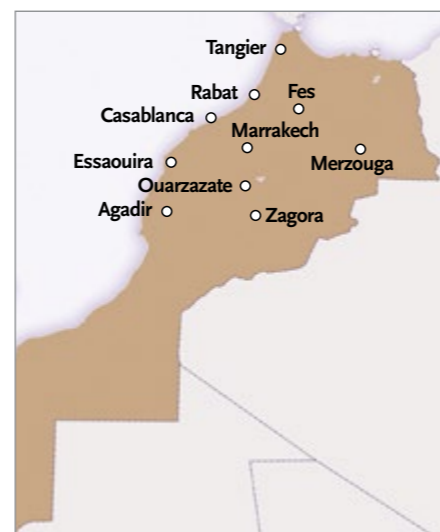 Tangier
Rabat
Fes
Casablanca
Marrakech
Essaouira
Merzouga
Ouarzazate
Agadir
Zagora